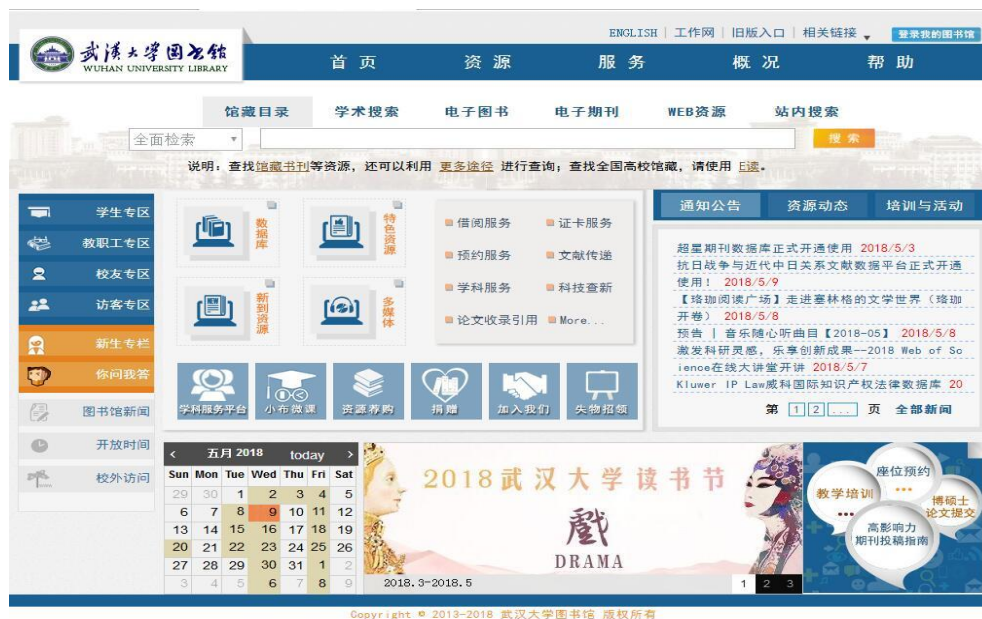 ENGLISH | 工作网 | 旧版入口 | 相关链接
登录我的图书馆
武汉大学图书馆
WUHAN UNIVERSITY LIBRARY
首页 资源 服务 概况 帮助
馆藏目录 学术搜索 电子图书 电子期刊 WEB资源 站内搜索
全面检索
搜索
说明:查找馆藏书刊等资源,还可以利用 更多途径 进行查询;查找全国高校馆藏,请使用 E读。
学生专区
教职工专区
校友专区
访客专区
新生专栏
你问我答
图书馆新闻
开放时间
校外访问
数据库
特色资源
新到资源
多媒体
借阅服务 证卡服务
预约服务 文献传递
学科服务 科技查新
论文收录引用 More...
学科服务平台 小布微课 资源荐购 捐赠 加入我们 失物招领
通知公告 资源动态 培训与活动
超星期刊数据库正式开通使用 2018/5/3
抗日战争与近代中日关系文献数据平台正式开通
使用! 2018/5/9
【珞珈阅读广场】走进塞林格的文学世界(珞珈
开卷) 2018/5/8
预告 | 音乐随心听曲目【2018-05】 2018/5/8
激发科研灵感,乐享创新成果--2018 Web of Sc
ience在线大讲堂开讲 2018/5/7
Kluwer IP Law威科国际知识产权法律数据库 20
第 1 2 ... 页 全部新闻
< 五月 2018 today >
Sun Mon Tue Wed Thu Fri Sat
29 30 1 2 3 4 5
6 7 8 9 10 11 12
13 14 15 16 17 18 19
20 21 22 23 24 25 26
27 28 29 30 31 1 2
3 4 5 6 7 8 9
2018武汉大学读书节
戲
DRAMA
2018.3-2018.5
1 2 3
座位预约
教学培训
博硕士
论文提交
高影响力
期刊投稿指南
Copyright © 2013-2018 武汉大学图书馆 版权所有